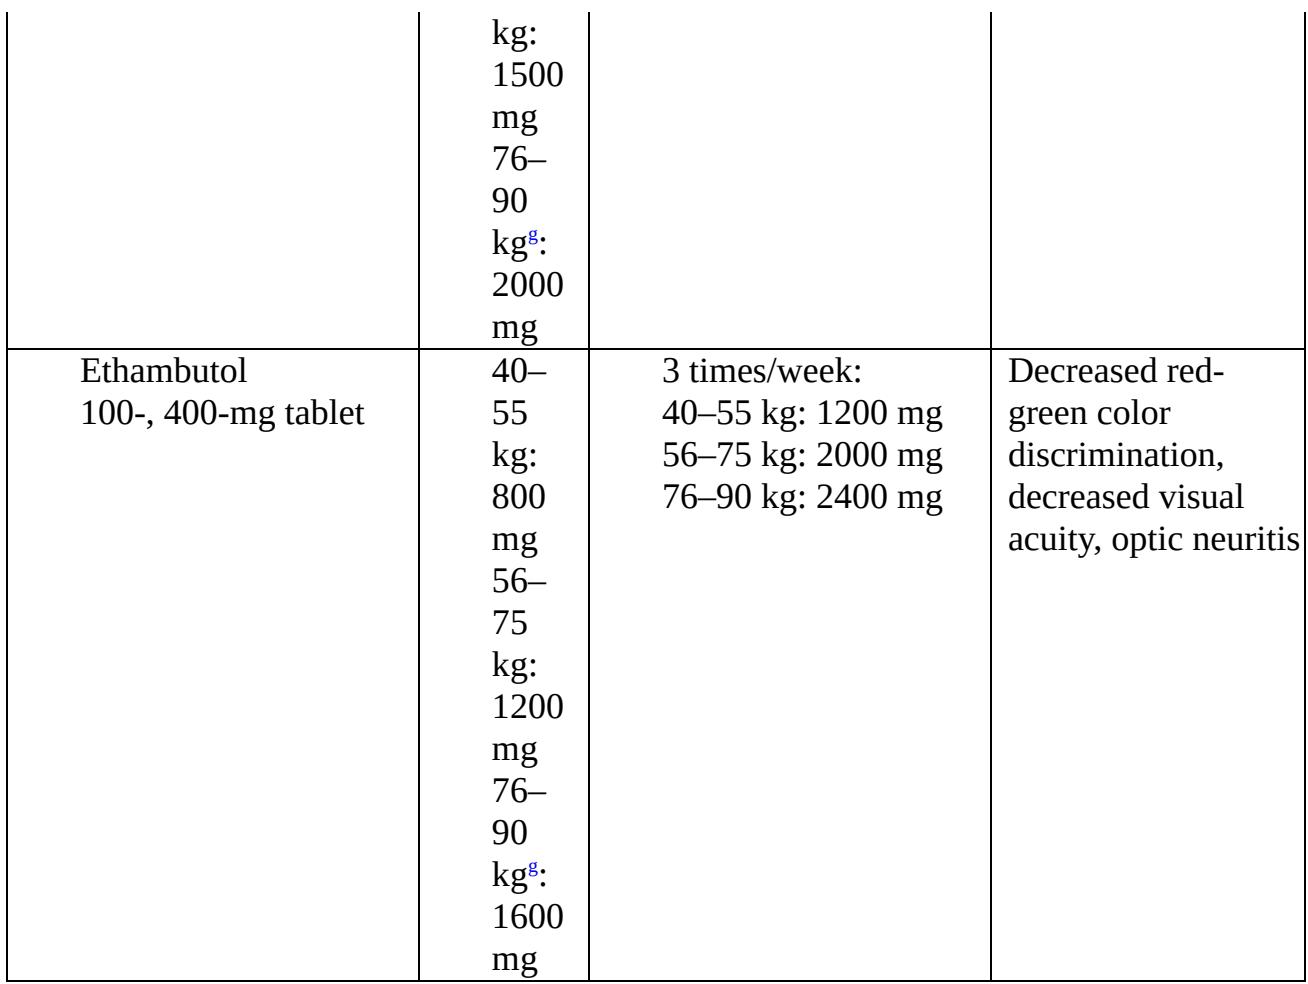 kg:
1500
mg
76–
90
kgg:
2000
mg
Ethambutol
100-, 400-mg tablet
40–
55
kg:
800
mg
56–
75
kg:
1200
mg
76–
90
kgg:
1600
mg
3 times/week:
40–55 kg: 1200 mg
56–75 kg: 2000 mg
76–90 kg: 2400 mg
Decreased red-
green color
discrimination,
decreased visual
acuity, optic neuritis